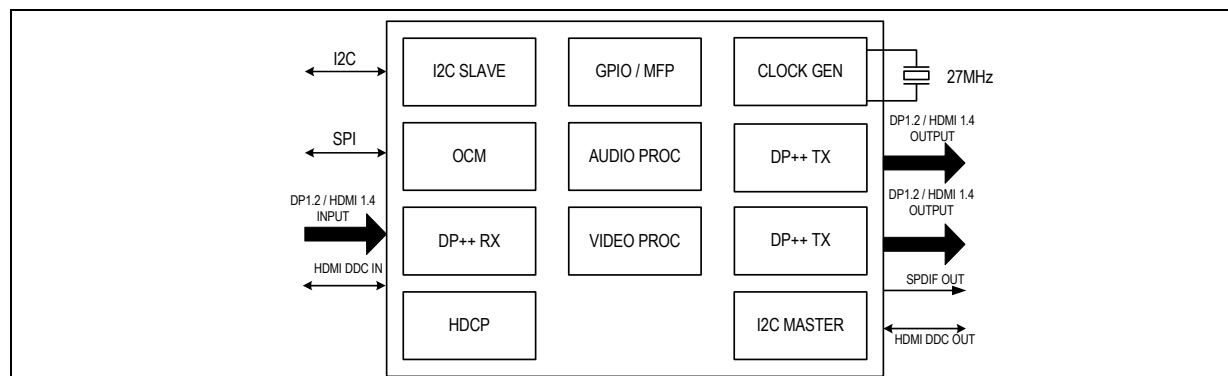 I2C
I2C SLAVE
GPIO / MFP
CLOCK GEN
27MHz
SPI
OCM
AUDIO PROC
DP++ TX
DP1.2 / HDMI 1.4
OUTPUT
DP1.2 / HDMI 1.4
INPUT
DP++ RX
VIDEO PROC
DP++ TX
DP1.2 / HDMI 1.4
OUTPUT
HDMI DDC IN
SPDIF OUT
HDCP
I2C MASTER
HDMI DDC OUT